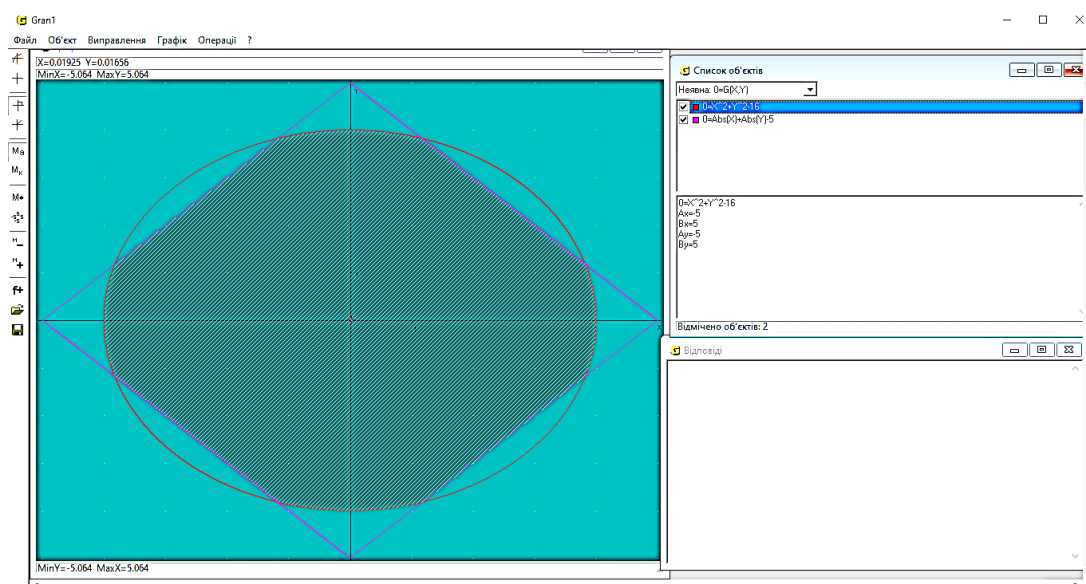 Gran1
Файл Об'єкт Виправлення Графік Операції ?
X=0.01925 Y=0.01656
MinX=-5.064 MaxY=5.064
Y
X
MinY=-5.064 MaxX=5.064
Ma
Mк
M
M
M
f+
Список об'єктів
Неявна: 0=G(X,Y)
0=X^2+Y^2-16
0=Abs(X)+Abs(Y)-5
0=X^2+Y^2-16
Ax=-5
Bx=5
Ay=-5
By=5
Відмічено об'єктів: 2
Відповіді